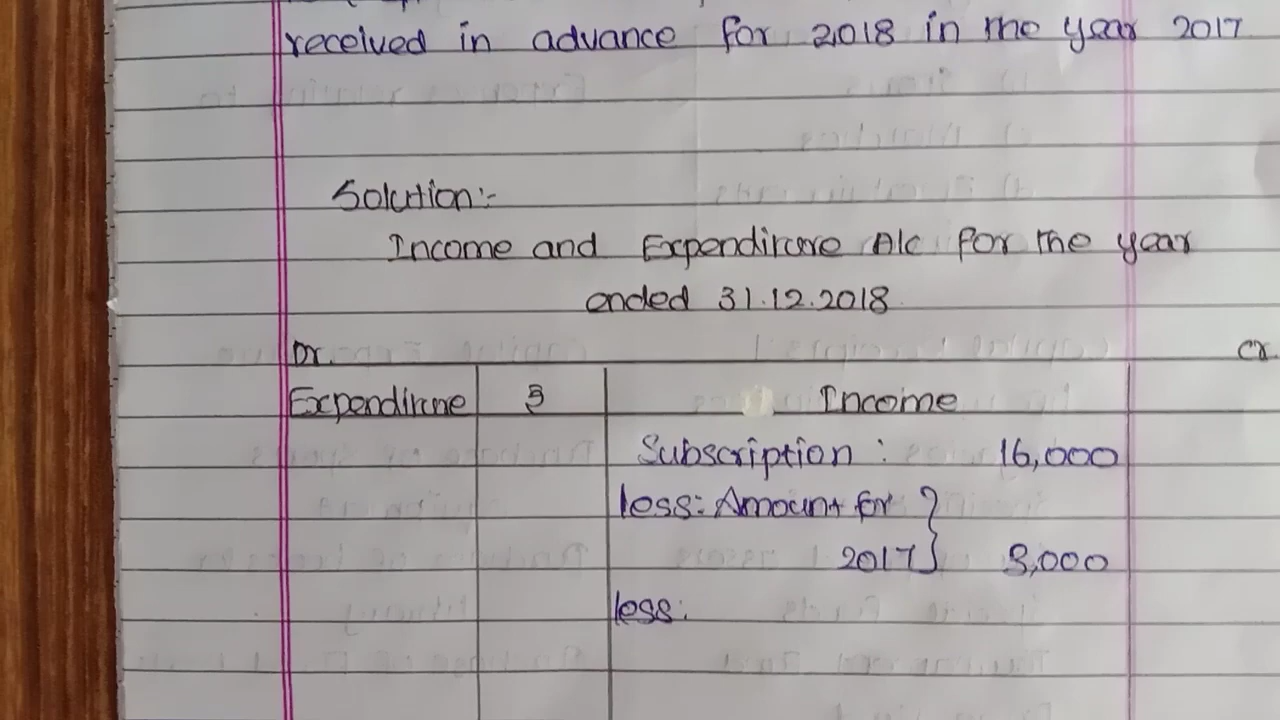 received in advance for 2018 in the year 2017
Solution:-
Income and Expenditure A/c for the year
ended 31.12.2018
Dr. Cr
Expenditure ₹ Income
Subscription : 16,000
less: Amount for }
2017 } 3,000
less: